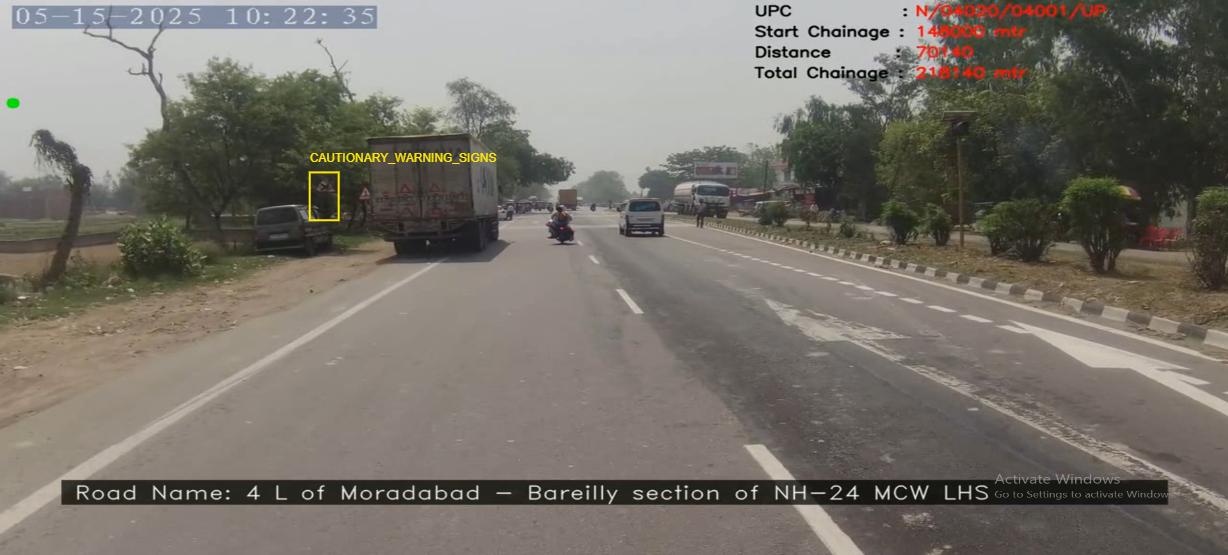 05-15-2025 10:22:35
UPC : N/04020/04001/UP
Start Chainage : 148000 mtr
Distance : 70140
Total Chainage : 218140 mtr
CAUTIONARY_WARNING_SIGNS
Road Name: 4 L of Moradabad - Bareilly section of NH-24 MCW LHS
Activate Windows
Go to Settings to activate Window